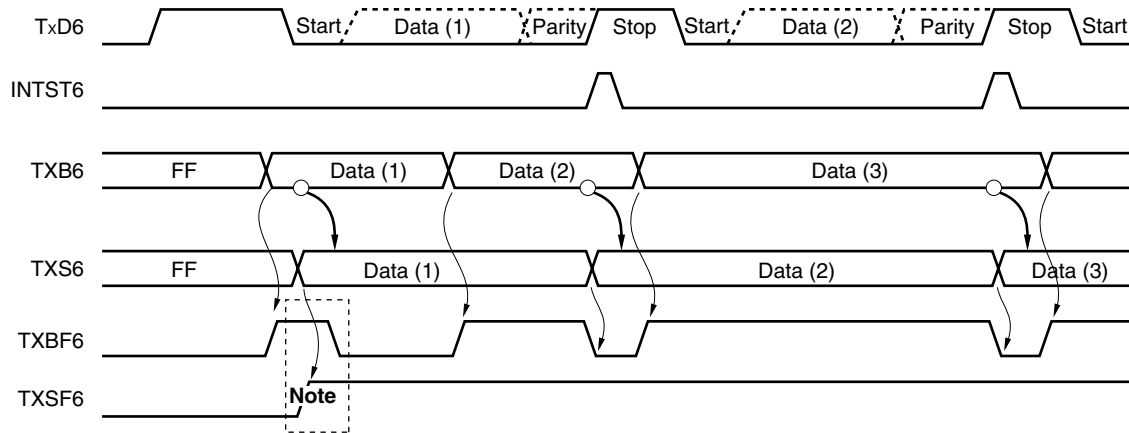 TxD6 Start Data (1) Parity Stop Start Data (2) Parity Stop Start
INTST6
TXB6 FF Data (1) Data (2) Data (3)
TXS6 FF Data (1) Data (2) Data (3)
TXBF6
TXSF6 Note